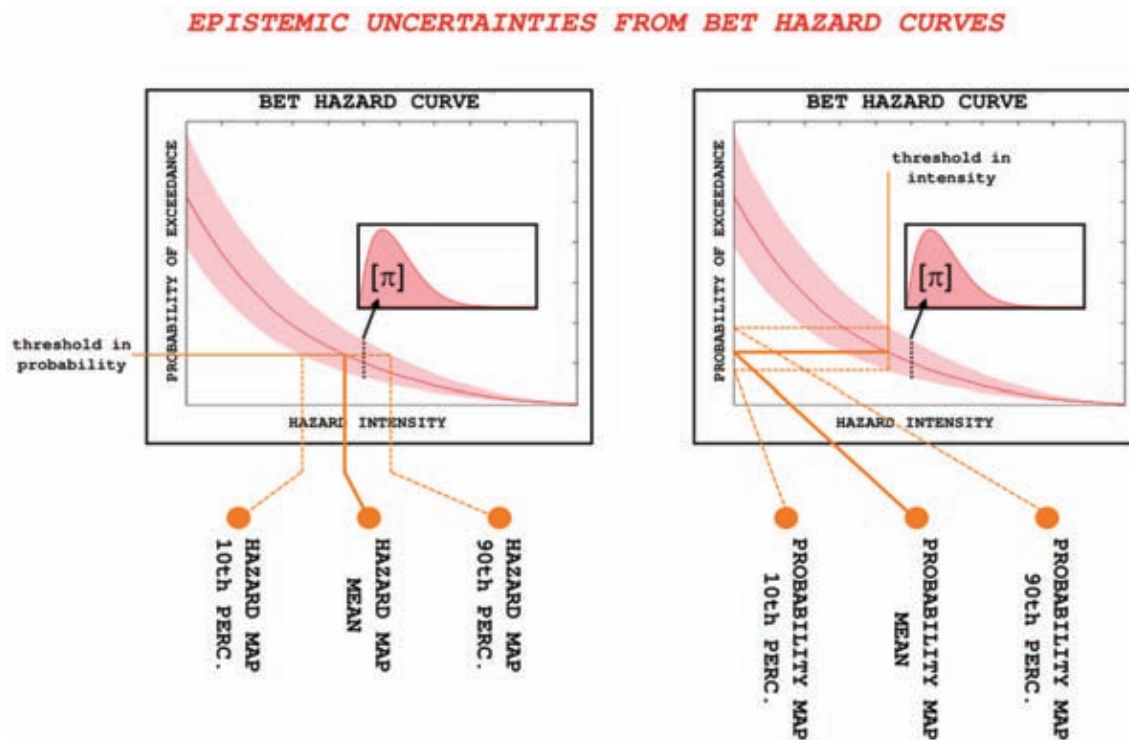 EPISTEMIC UNCERTAINTIES FROM BET HAZARD CURVES
BET HAZARD CURVE
PROBABILITY OF EXCEEDANCE
[π]
threshold in
probability
HAZARD INTENSITY
HAZARD MAP
10th PERC.
HAZARD MAP
MEAN
HAZARD MAP
90th PERC.
BET HAZARD CURVE
PROBABILITY OF EXCEEDANCE
threshold in
intensity
[π]
HAZARD INTENSITY
PROBABILITY MAP
10th PERC.
PROBABILITY MAP
MEAN
PROBABILITY MAP
90th PERC.